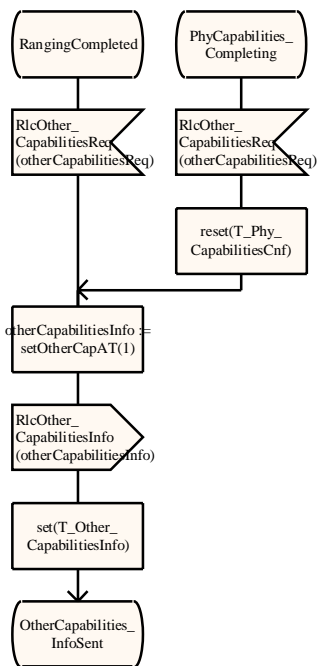 RangingCompleted
PhyCapabilities_
Completing
RlcOther_
CapabilitiesReq
(otherCapabilitiesReq)
RlcOther_
CapabilitiesReq
(otherCapabilitiesReq)
reset(T_Phy_
CapabilitiesCnf)
otherCapabilitiesInfo :=
setOtherCapAT(1)
RlcOther_
CapabilitiesInfo
(otherCapabilitiesInfo)
set(T_Other_
CapabilitiesInfo)
OtherCapabilities_
InfoSent